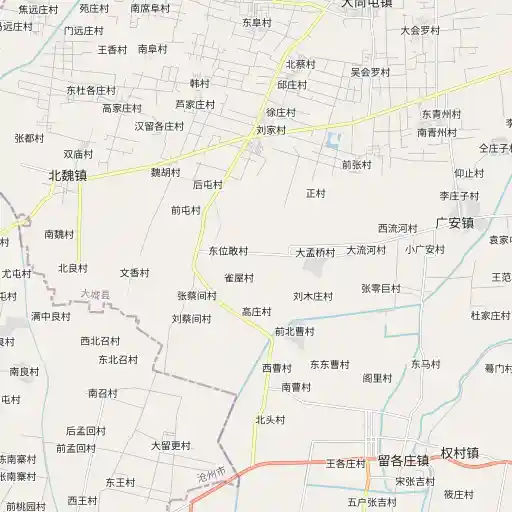 焦远庄村
苑庄村
南席阜村
大同屯镇
东阜村
门远庄村
大会罗村
王香村
南阜村
北蔡村
吴会罗村
韩村
邱庄村
东杜各庄村
芦家庄村
高家庄村
徐庄村
东青州村
汉留各庄村
刘家村
南青州村
张都村
双庙村
仝庄子村
前张村
北魏镇
魏胡村
仰止村
后屯村
正村
李庄子村
前屯村
广安镇
南魏村
西流河村
袁家
东位敢村
大孟桥村
大流河村
小广安村
北良村
文香村
尤庄村
雀屋村
王范
大城县
张蔡间村
刘木庄村
张零巨村
满中良村
刘蔡间村
高庄村
杜家庄村
前北曹村
西北召村
东北召村
西曹村
东东曹村
东马村
南良村
阁里村
南召村
南曹村
屯村
北头村
后孟回村
大留更村
前孟回村
权村镇
陈南寨村
王各庄村
留各庄镇
沧州市
张南寨村
东王村
宋张吉村
筱庄村
西王村
五户张吉村
前桃园村